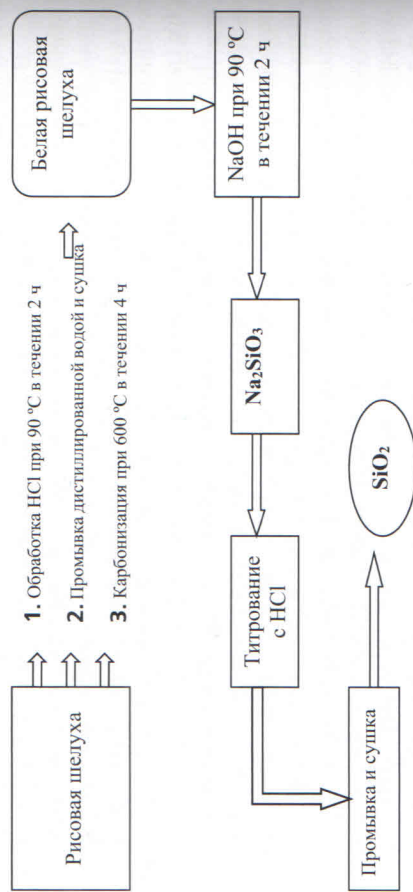 Рисовая шелуха
1. Обработка HCl при 90 °C в течении 2 ч
2. Промывка дистиллированной водой и сушка
3. Карбонизация при 600 °C в течении 4 ч
Белая рисовая
шелуха
NaOH при 90 °C
в течении 2 ч
Na₂SiO₃
Титрование
с HCl
Промывка и сушка
SiO₂